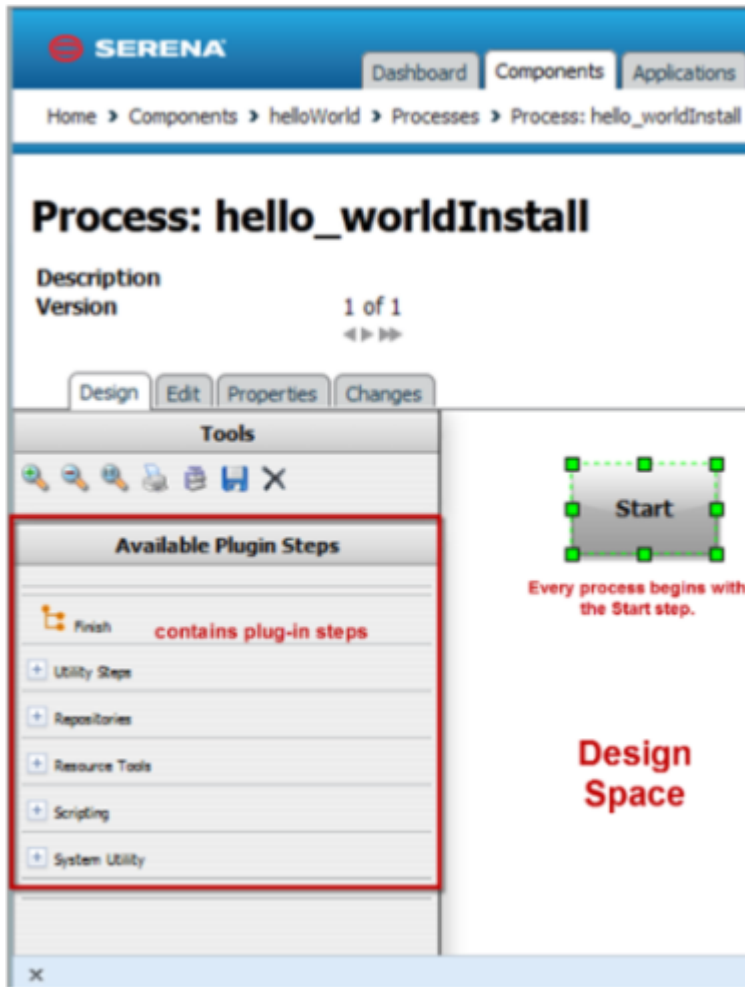 SERENA
Dashboard Components Applications
Home > Components > helloWorld > Processes > Process: hello_worldInstall
Process: hello_worldInstall
Description
Version 1 of 1
Design Edit Properties Changes
Tools
Available Plugin Steps
Finish contains plug-in steps
Utility Steps
Repositories
Resource Tools
Scripting
System Utility
Start
Every process begins with
the Start step.
Design
Space